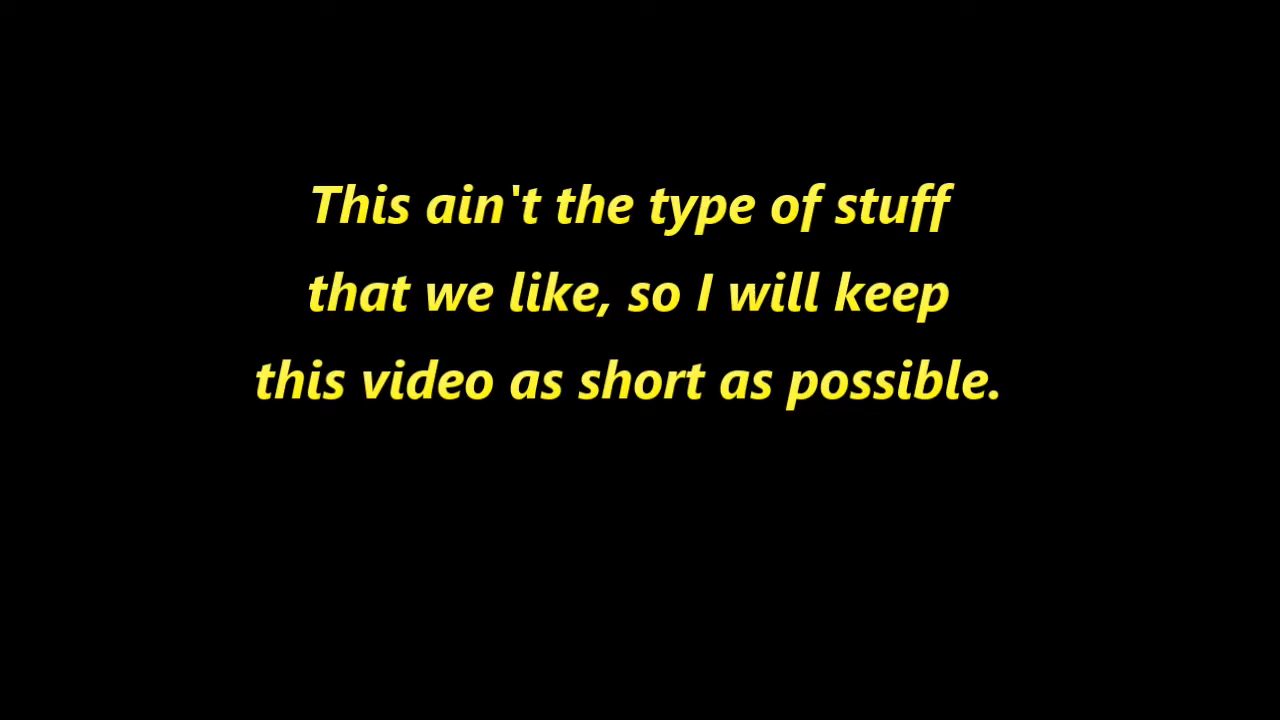 This ain't the type of stuff
that we like, so I will keep
this video as short as possible.